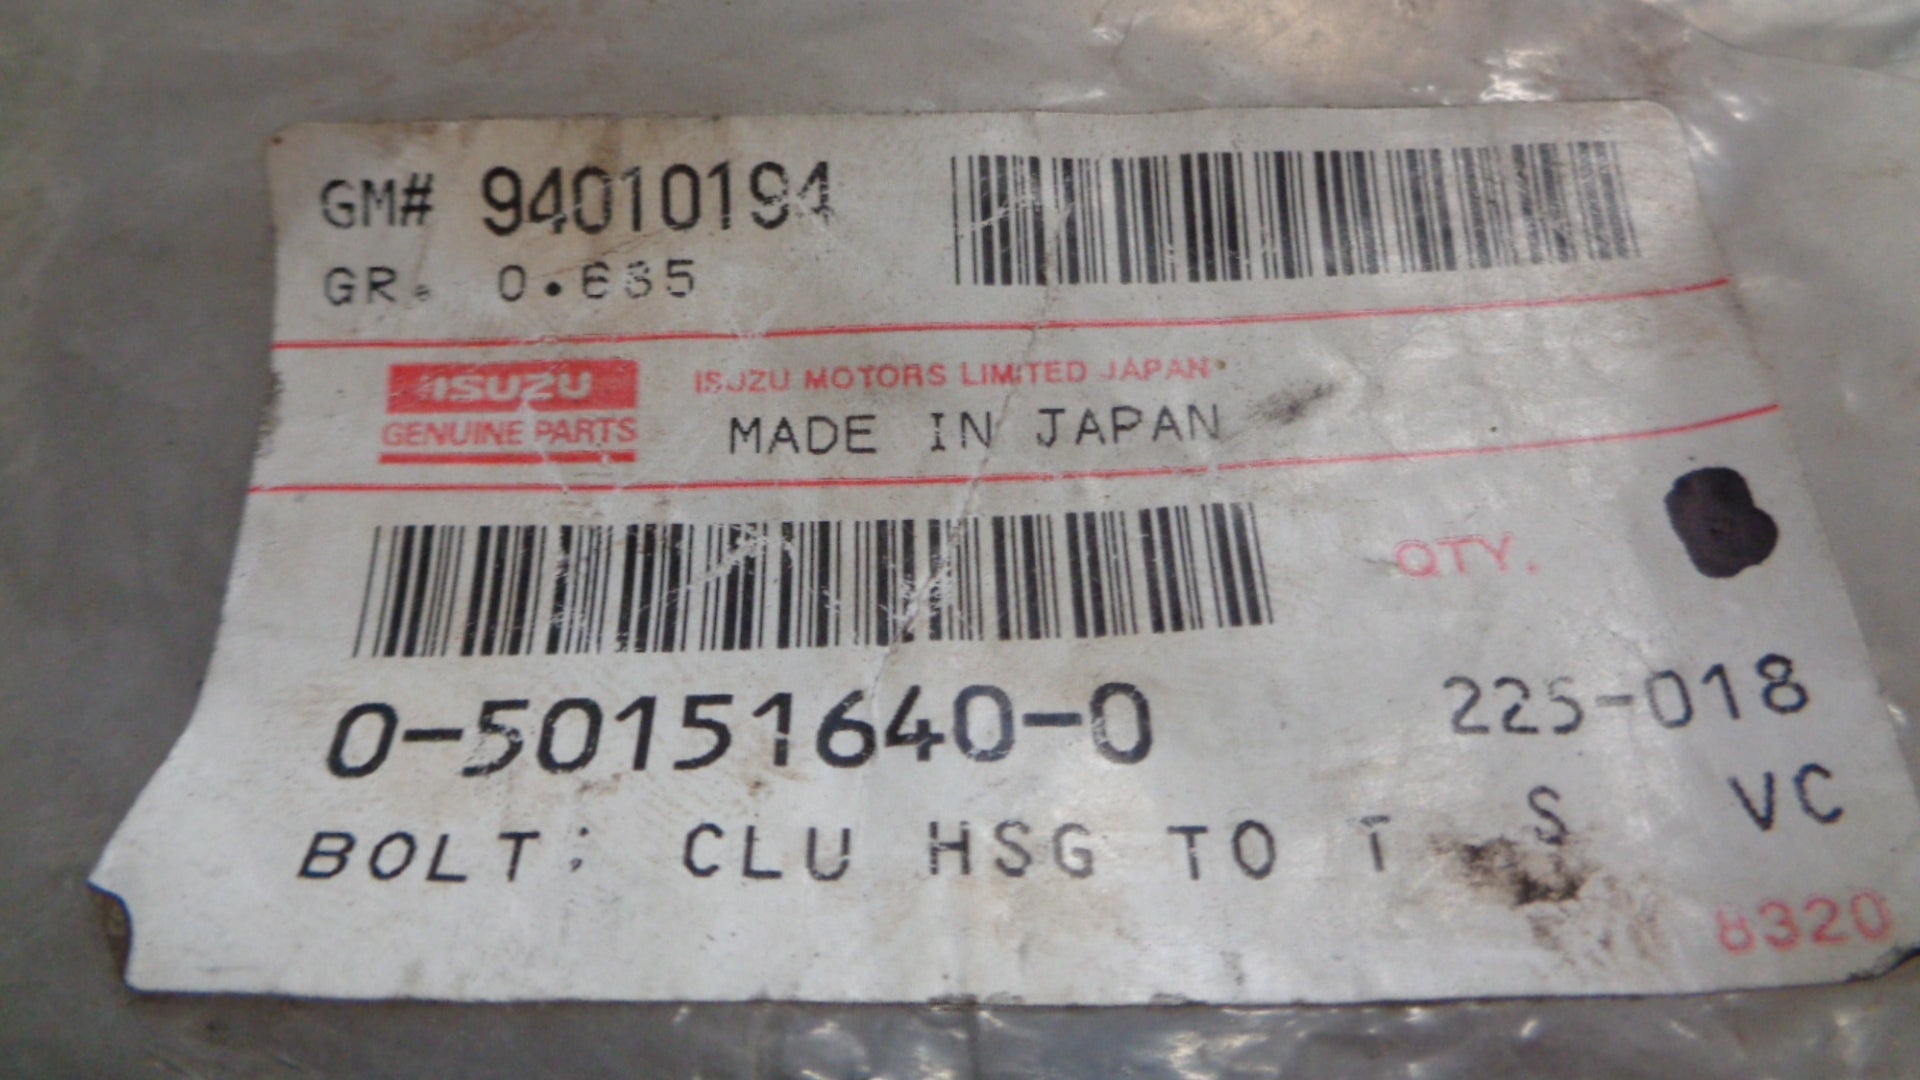 GM# 94010194
GR. 0.635
ISUZU
GENUINE PARTS
ISUZU MOTORS LIMITED JAPAN
MADE IN JAPAN
QTY.
0-50151640-0
225-018
BOLT; CLU HSG TO T
S VC
8320